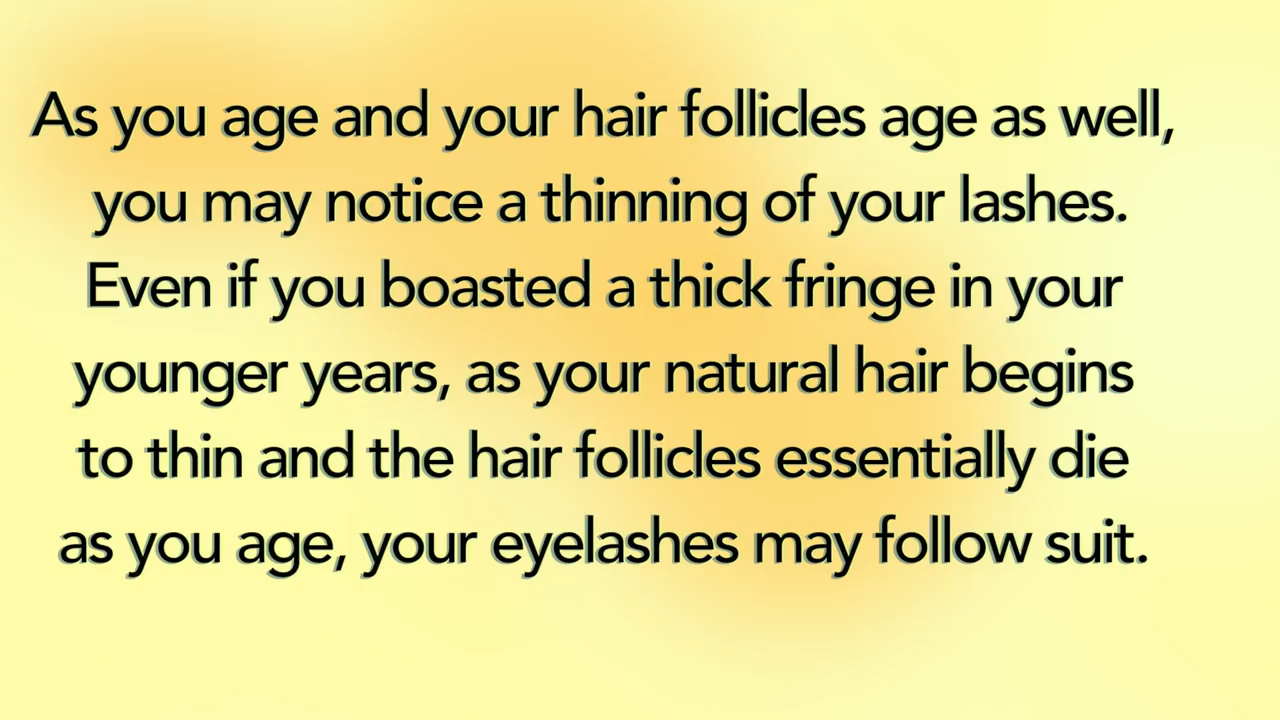 As you age and your hair follicles age as well,
you may notice a thinning of your lashes.
Even if you boasted a thick fringe in your
younger years, as your natural hair begins
to thin and the hair follicles essentially die
as you age, your eyelashes may follow suit.